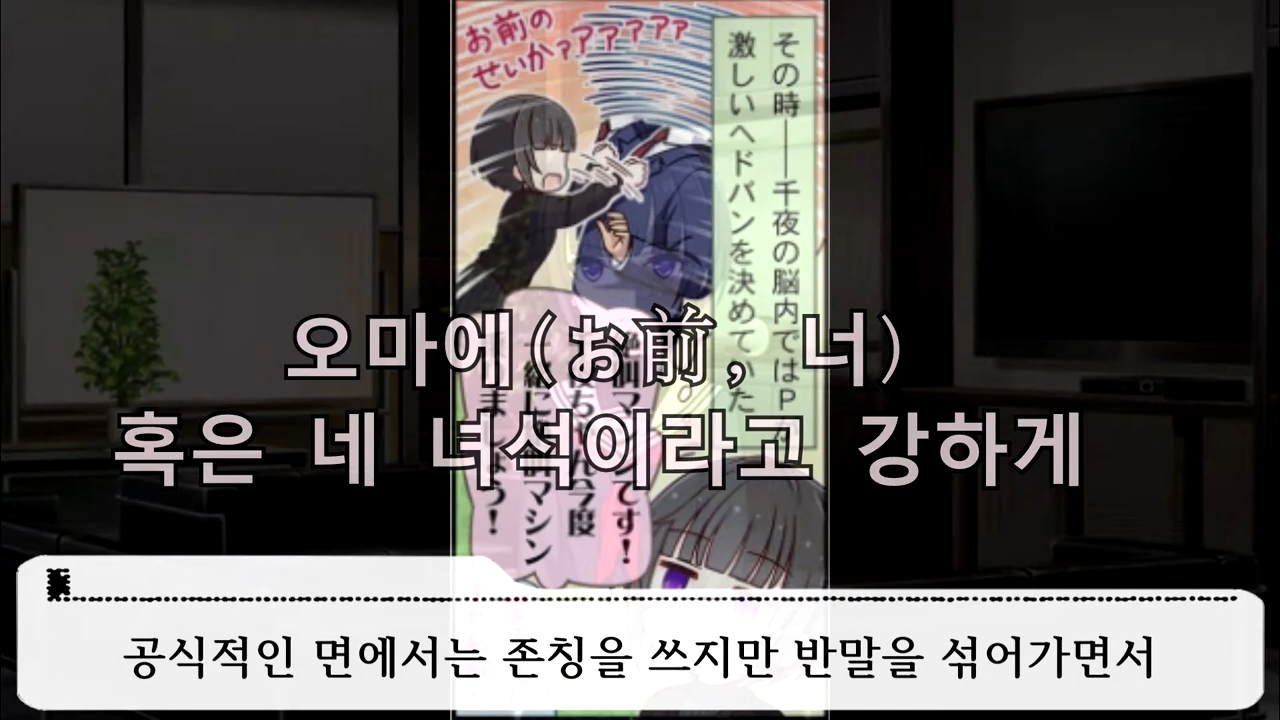 お前の
せいかァアアアァァ
その時──千夜の脳内ではPが
激しいヘドバンを決めていた
오마에(お前, 너)
혹은 네 녀석이라고 강하게
공식적인 면에서는 존칭을 쓰지만 반말을 섞어가면서